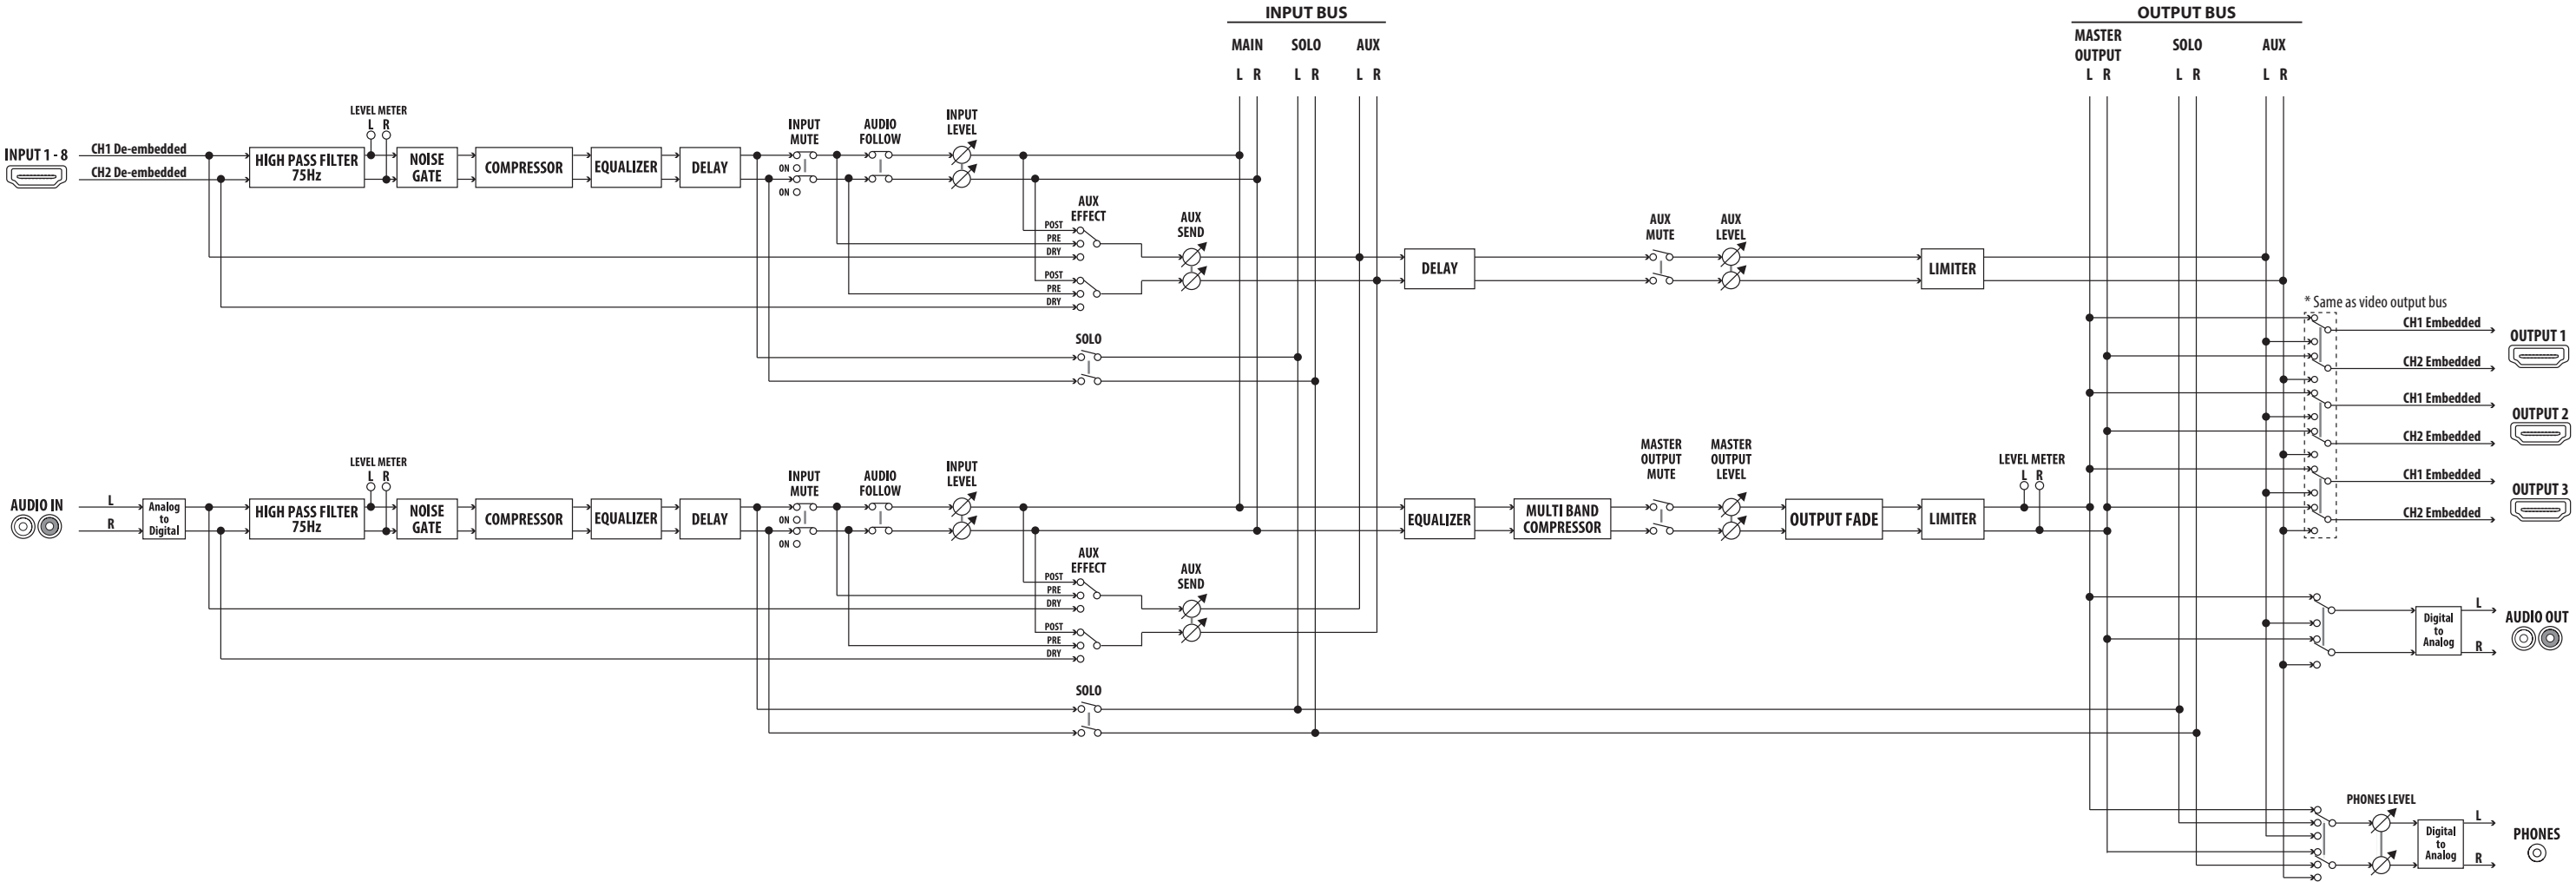 INPUT BUS
OUTPUT BUS
MAIN SOLO AUX
MASTER OUTPUT SOLO AUX
L R L R L R
L R L R L R
INPUT 1 - 8
CH1 De-embedded
CH2 De-embedded
HIGH PASS FILTER 75Hz
LEVEL METER
L R
NOISE GATE
COMPRESSOR
EQUALIZER
DELAY
INPUT MUTE
ON
ON
AUDIO FOLLOW
INPUT LEVEL
AUX EFFECT
POST
PRE
DRY
POST
PRE
DRY
AUX SEND
SOLO
DELAY
AUX MUTE
AUX LEVEL
LIMITER
* Same as video output bus
CH1 Embedded
CH2 Embedded
OUTPUT 1
CH1 Embedded
CH2 Embedded
OUTPUT 2
CH1 Embedded
CH2 Embedded
OUTPUT 3
AUDIO IN
L
R
Analog to Digital
HIGH PASS FILTER 75Hz
LEVEL METER
L R
NOISE GATE
COMPRESSOR
EQUALIZER
DELAY
INPUT MUTE
ON
ON
AUDIO FOLLOW
INPUT LEVEL
AUX EFFECT
POST
PRE
DRY
POST
PRE
DRY
AUX SEND
SOLO
EQUALIZER
MULTI BAND COMPRESSOR
MASTER OUTPUT MUTE
MASTER OUTPUT LEVEL
OUTPUT FADE
LIMITER
LEVEL METER
L R
Digital to Analog
L
R
AUDIO OUT
PHONES LEVEL
Digital to Analog
L
R
PHONES